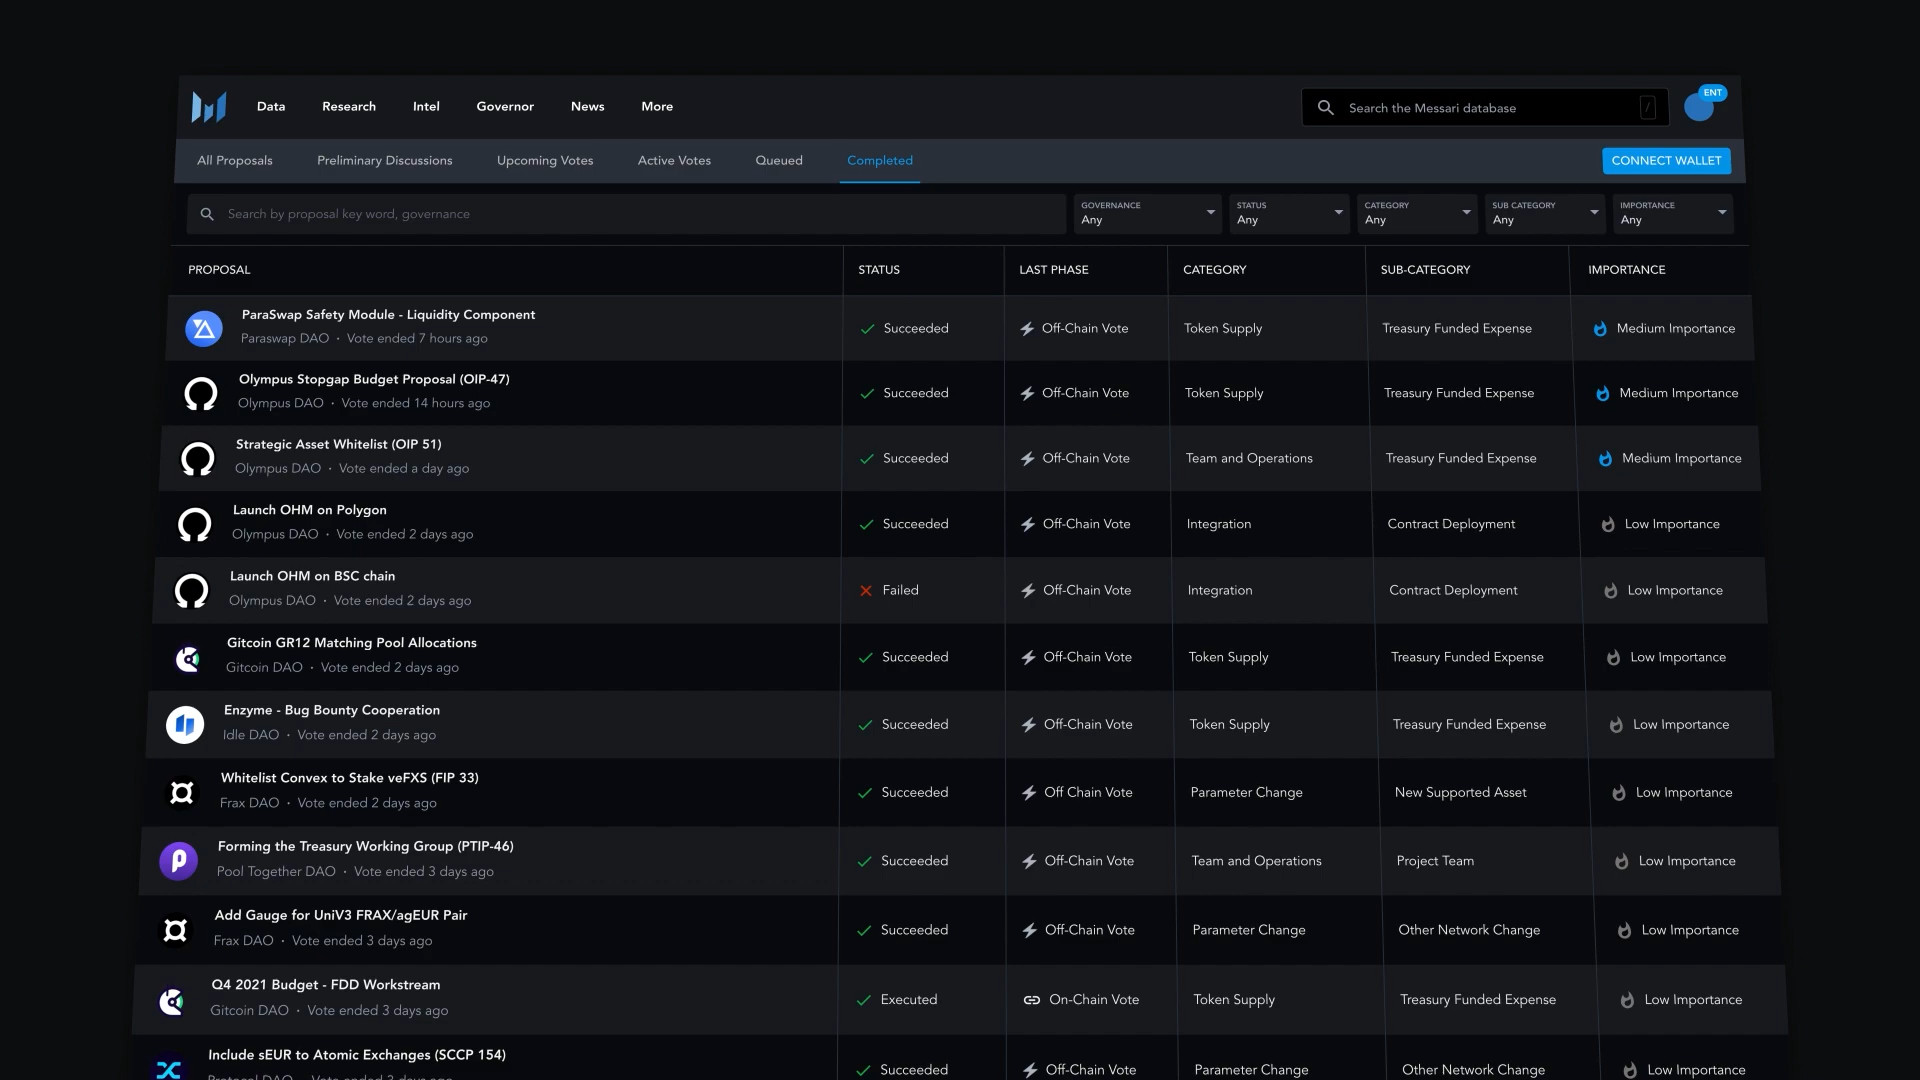 Data Research Intel Governor News More Search the Messari database / ENT
All Proposals Preliminary Discussions Upcoming Votes Active Votes Queued Completed CONNECT WALLET
Search by proposal key word, governance
GOVERNANCE STATUS CATEGORY SUB CATEGORY IMPORTANCE
Any Any Any Any Any
PROPOSAL STATUS LAST PHASE CATEGORY SUB-CATEGORY IMPORTANCE
ParaSwap Safety Module - Liquidity Component
Paraswap DAO · Vote ended 7 hours ago
Succeeded Off-Chain Vote Token Supply Treasury Funded Expense Medium Importance
Olympus Stopgap Budget Proposal (OIP-47)
Olympus DAO · Vote ended 14 hours ago
Succeeded Off-Chain Vote Token Supply Treasury Funded Expense Medium Importance
Strategic Asset Whitelist (OIP 51)
Olympus DAO · Vote ended a day ago
Succeeded Off-Chain Vote Team and Operations Treasury Funded Expense Medium Importance
Launch OHM on Polygon
Olympus DAO · Vote ended 2 days ago
Succeeded Off-Chain Vote Integration Contract Deployment Low Importance
Launch OHM on BSC chain
Olympus DAO · Vote ended 2 days ago
Failed Off-Chain Vote Integration Contract Deployment Low Importance
Gitcoin GR12 Matching Pool Allocations
Gitcoin DAO · Vote ended 2 days ago
Succeeded Off-Chain Vote Token Supply Treasury Funded Expense Low Importance
Enzyme - Bug Bounty Cooperation
Idle DAO · Vote ended 2 days ago
Succeeded Off-Chain Vote Token Supply Treasury Funded Expense Low Importance
Whitelist Convex to Stake veFXS (FIP 33)
Frax DAO · Vote ended 2 days ago
Succeeded Off Chain Vote Parameter Change New Supported Asset Low Importance
Forming the Treasury Working Group (PTIP-46)
Pool Together DAO · Vote ended 3 days ago
Succeeded Off-Chain Vote Team and Operations Project Team Low Importance
Add Gauge for UniV3 FRAX/agEUR Pair
Frax DAO · Vote ended 3 days ago
Succeeded Off-Chain Vote Parameter Change Other Network Change Low Importance
Q4 2021 Budget - FDD Workstream
Gitcoin DAO · Vote ended 3 days ago
Executed On-Chain Vote Token Supply Treasury Funded Expense Low Importance
Include sEUR to Atomic Exchanges (SCCP 154)
Protocol DAO · Vote ended 3 days ago
Succeeded Off-Chain Vote Parameter Change Other Network Change Low Importance